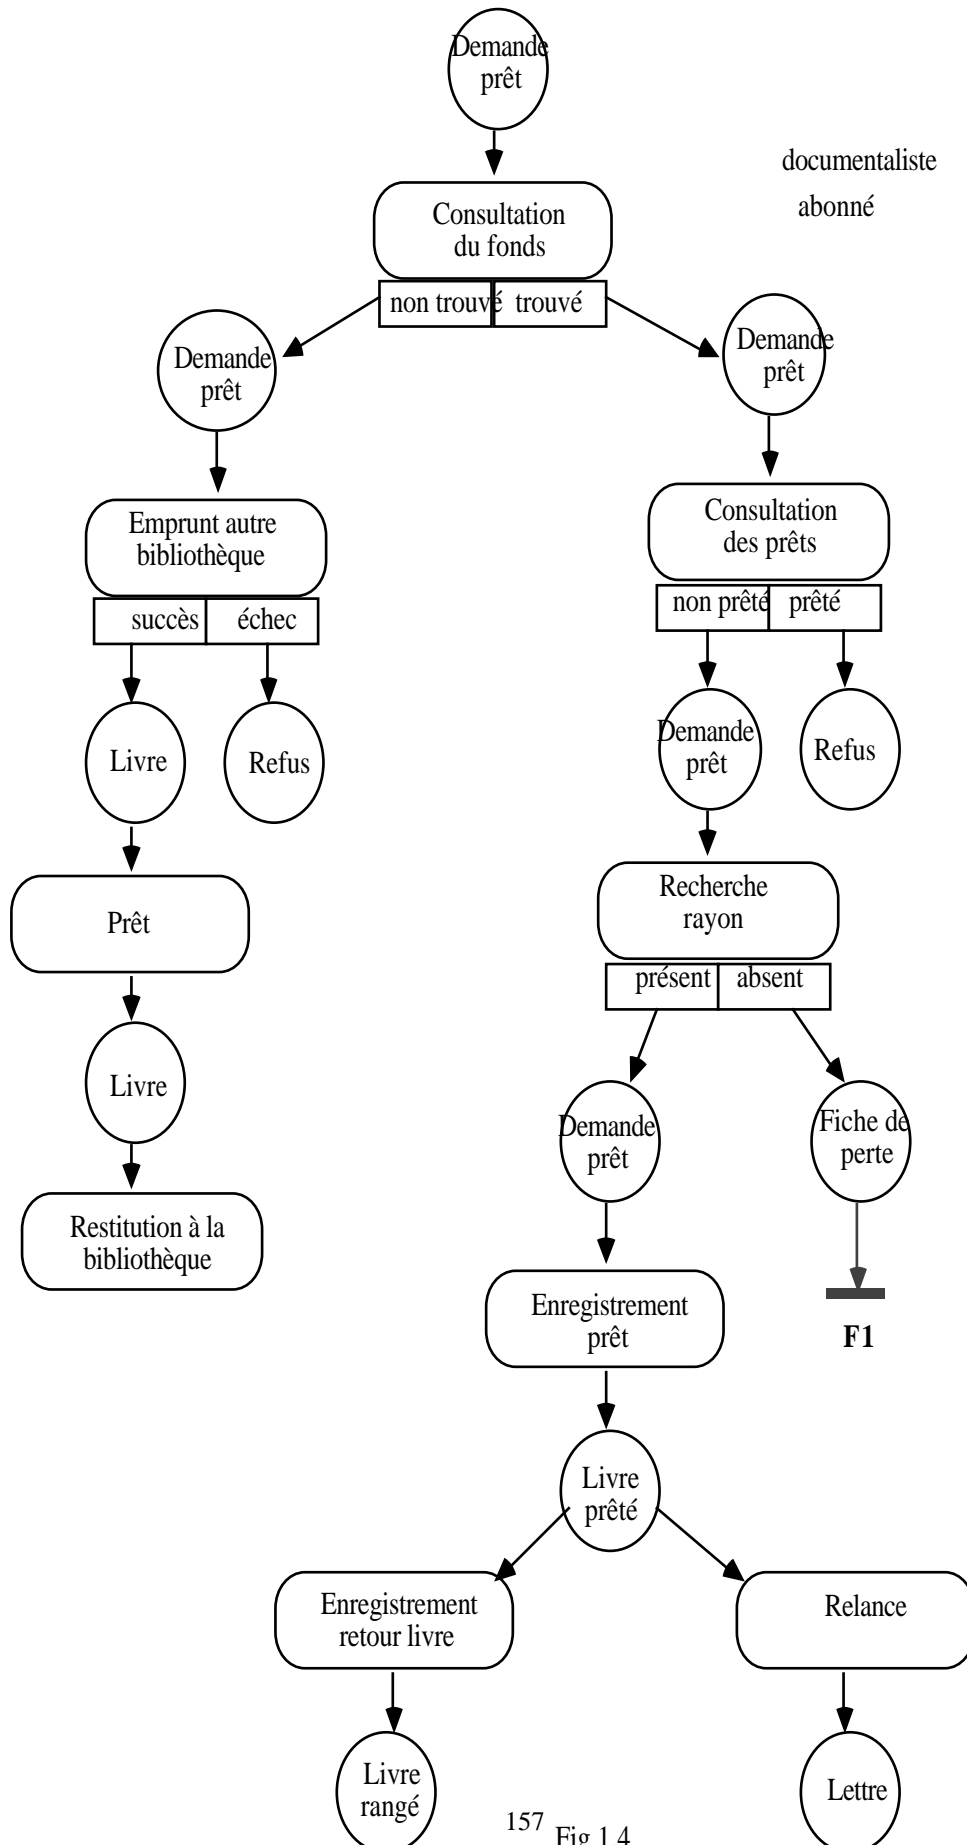 Demande
prêt
documentaliste
abonné
Consultation
du fonds
non trouvé
trouvé
Demande
prêt
Demande
prêt
Emprunt autre
bibliothèque
succès
échec
Consultation
des prêts
non prêté
prêté
Livre
Refus
Demande
prêt
Refus
Prêt
Recherche
rayon
présent
absent
Livre
Demande
prêt
Fiche de
perte
Restitution à la
bibliothèque
Enregistrement
prêt
F1
Livre
prêté
Enregistrement
retour livre
Relance
Livre
rangé
Lettre
157
Fig 1.4